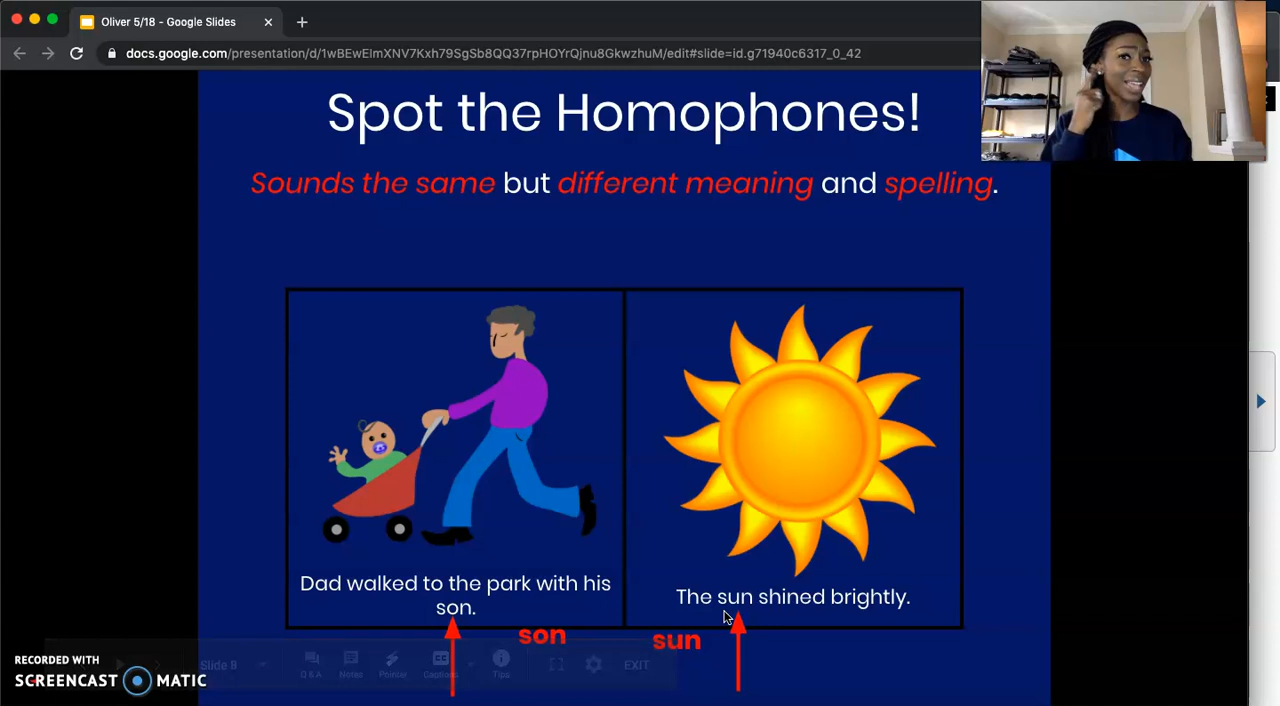 Oliver 5/18 - Google Slides
docs.google.com/presentation/d/1wBEwElmXNV7Kxh79SgSb8QQ37rpHOYrQjnu8GkwzhuM/edit#slide=id.g71940c6317_0_42
Spot the Homophones!
Sounds the same but different meaning and spelling.
Dad walked to the park with his
son.
The sun shined brightly.
son
sun
Slide 9
Q & A
Notes
Pointer
Captions
Tips
EXIT
RECORDED WITH
SCREENCAST MATIC